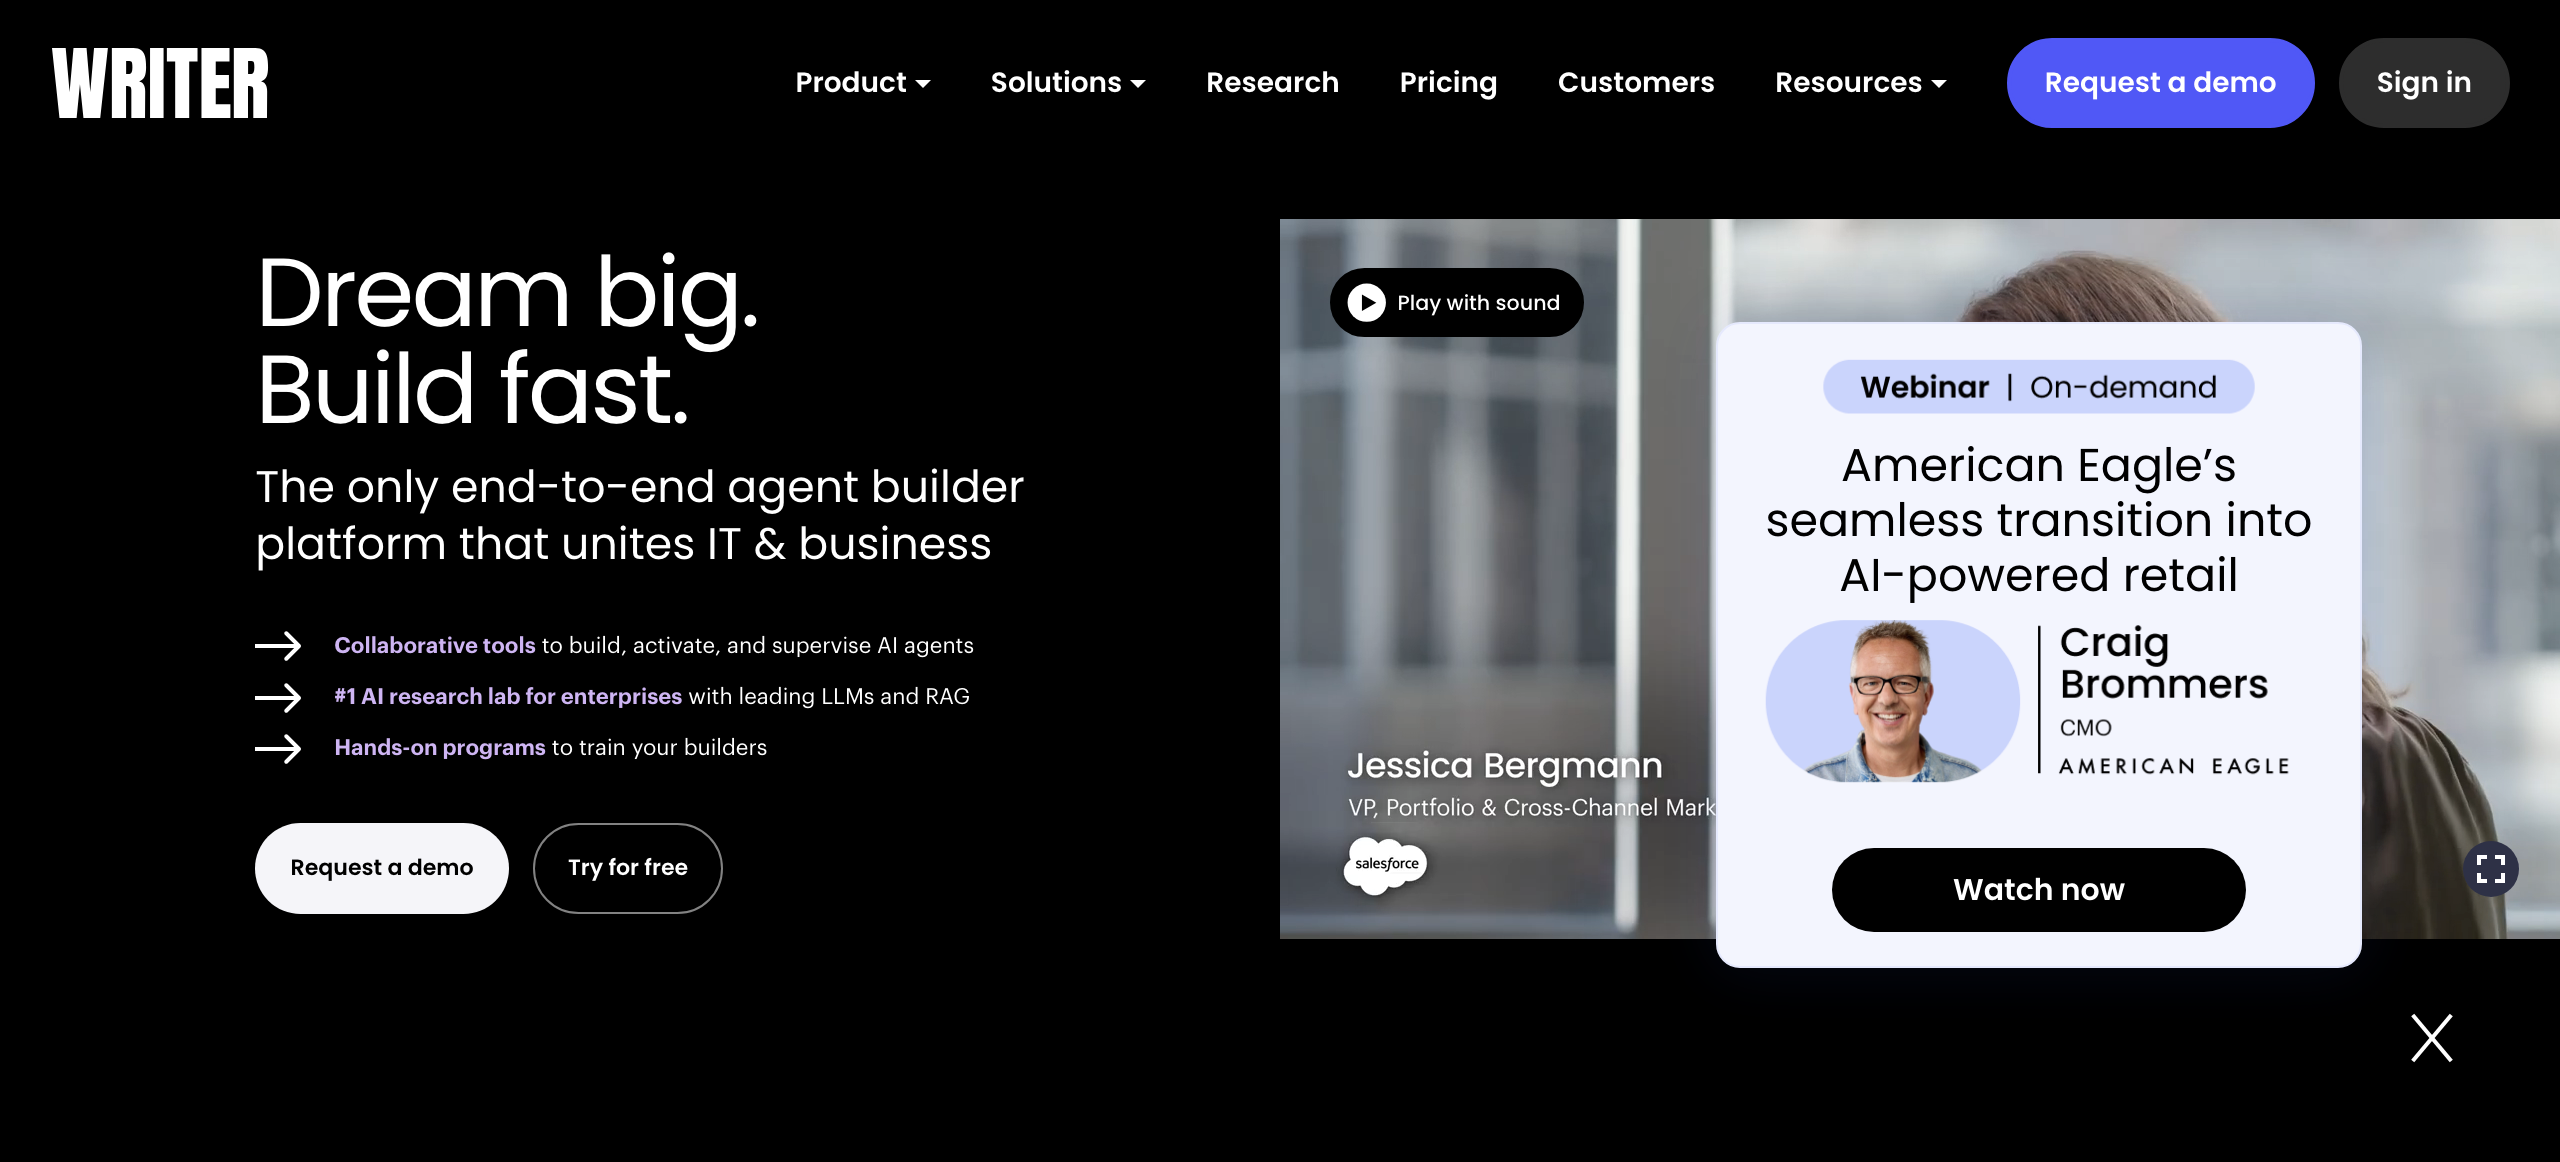 WRITER
Product
Solutions
Research
Pricing
Customers
Resources
Request a demo
Sign in
Dream big.
Build fast.
The only end-to-end agent builder
platform that unites IT & business
Collaborative tools to build, activate, and supervise AI agents
#1 AI research lab for enterprises with leading LLMs and RAG
Hands-on programs to train your builders
Request a demo
Try for free
Play with sound
Jessica Bergmann
VP, Portfolio & Cross-Channel Mark
salesforce
Webinar | On-demand
American Eagle’s
seamless transition into
AI-powered retail
Craig
Brommers
CMO
AMERICAN EAGLE
Watch now